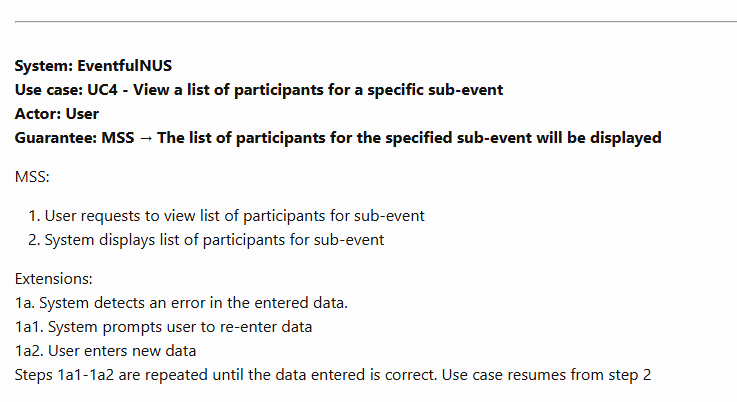 System: EventfulNUS
Use case: UC4 - View a list of participants for a specific sub-event
Actor: User
Guarantee: MSS → The list of participants for the specified sub-event will be displayed
MSS:
1. User requests to view list of participants for sub-event
2. System displays list of participants for sub-event
Extensions:
1a. System detects an error in the entered data.
1a1. System prompts user to re-enter data
1a2. User enters new data
Steps 1a1-1a2 are repeated until the data entered is correct. Use case resumes from step 2